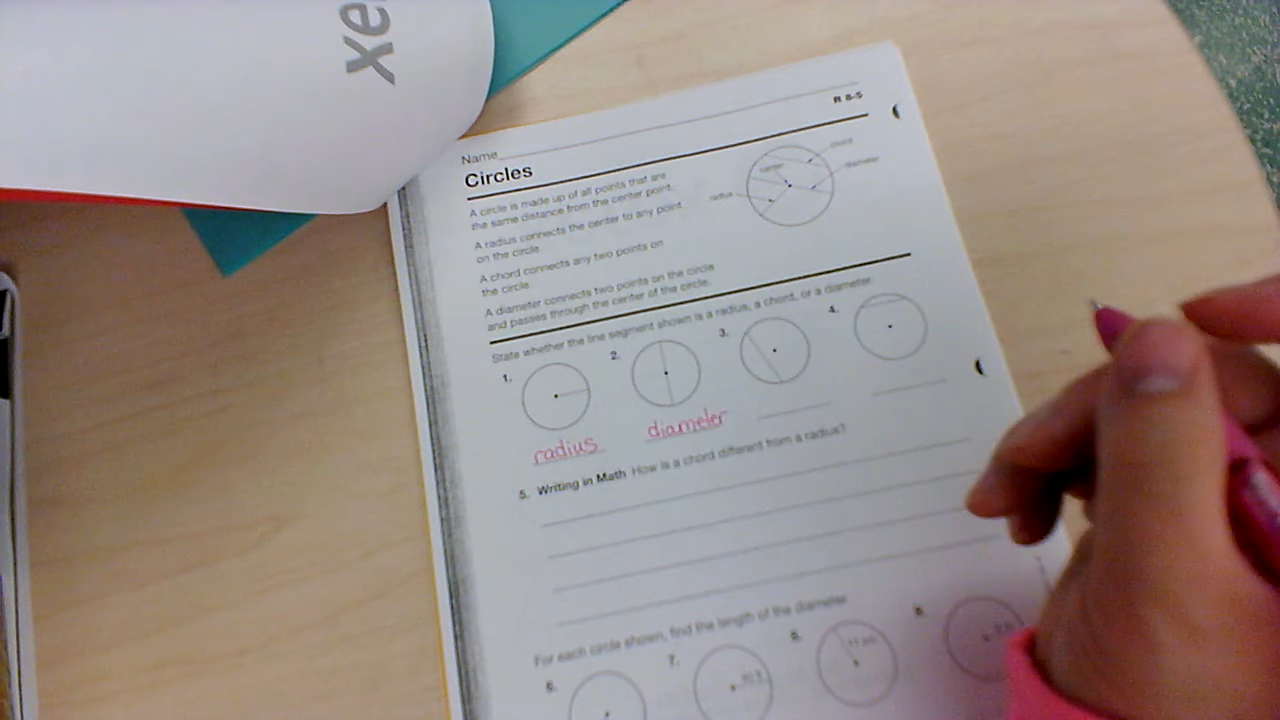 xe
R 8-5
Name
Circles
A circle is made up of all points that are
the same distance from the center point.
A radius connects the center to any point
on the circle.
A chord connects any two points on
the circle.
A diameter connects two points on the circle
and passes through the center of the circle.
chord
center
diameter
radius
State whether the line segment shown is a radius, a chord, or a diameter.
1.
2.
3.
4.
radius
diameter
5. Writing in Math How is a chord different from a radius?
For each circle shown, find the length of the diameter.
6.
7.
8.
11 cm